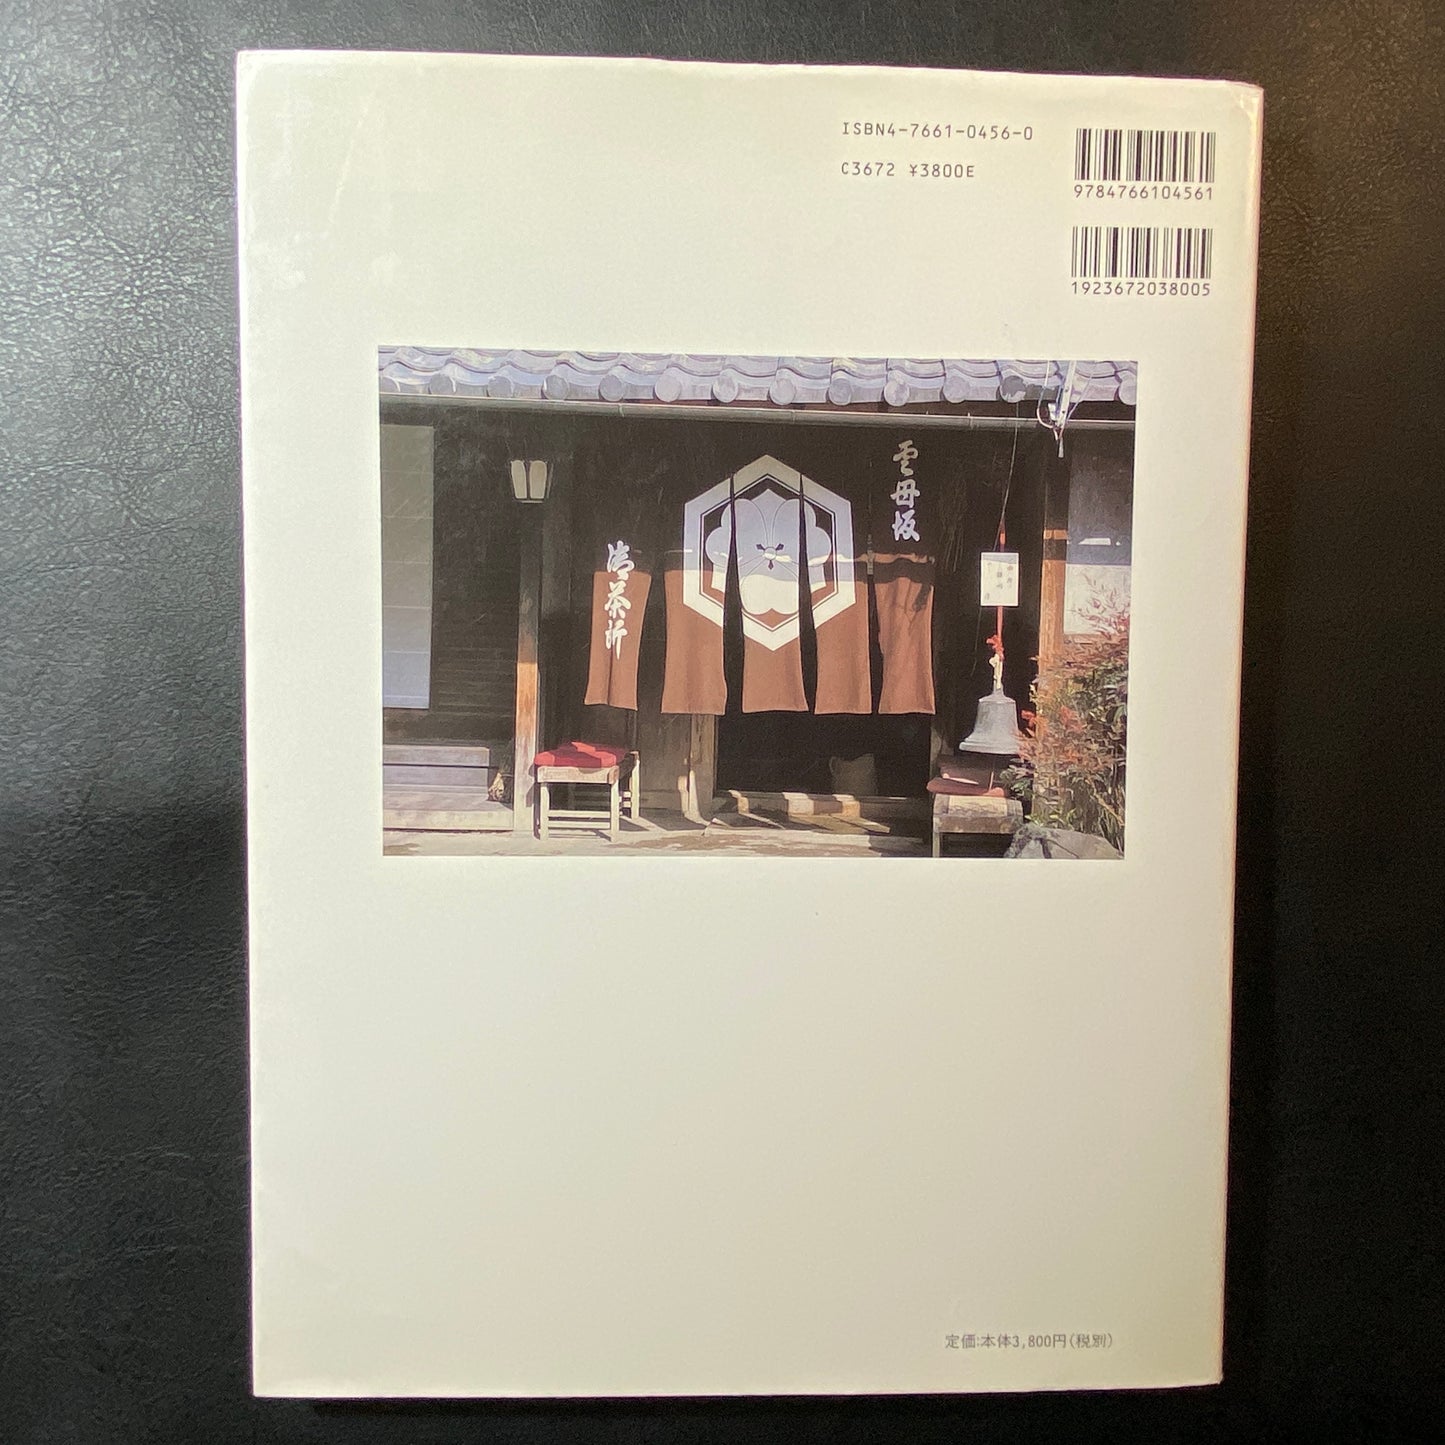 ISBN4-7661-0456-0
C3672 ¥3800E
9784766104561
1923672038005
雲母坂
御茶所
定価:本体3,800円(税別)